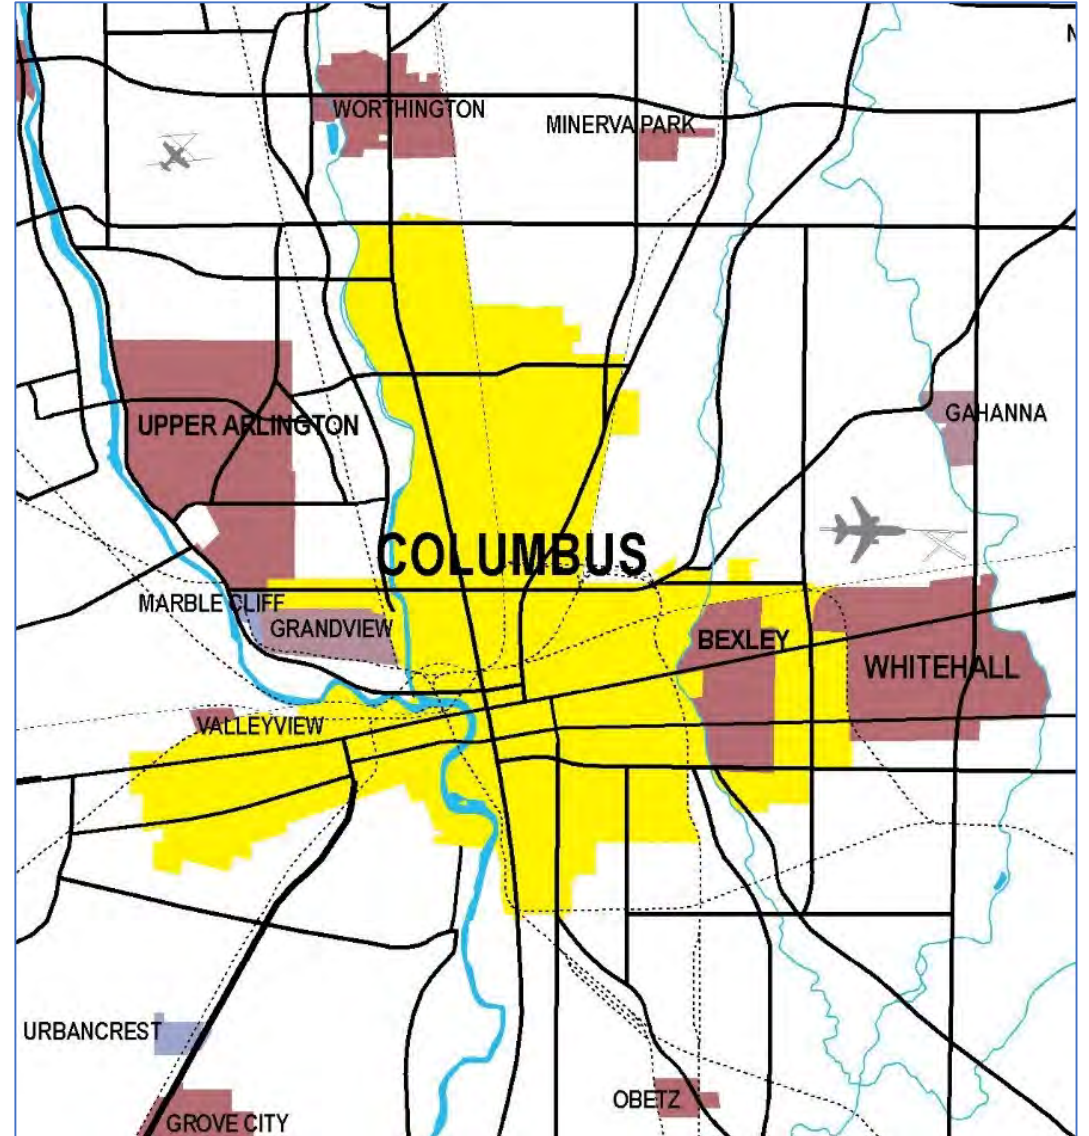 WORTHINGTON
MINERVA PARK
UPPER ARLINGTON
GAHANNA
COLUMBUS
MARBLE CLIFF
GRANDVIEW
BEXLEY
WHITEHALL
VALLEYVIEW
URBANCREST
OBETZ
GROVE CITY